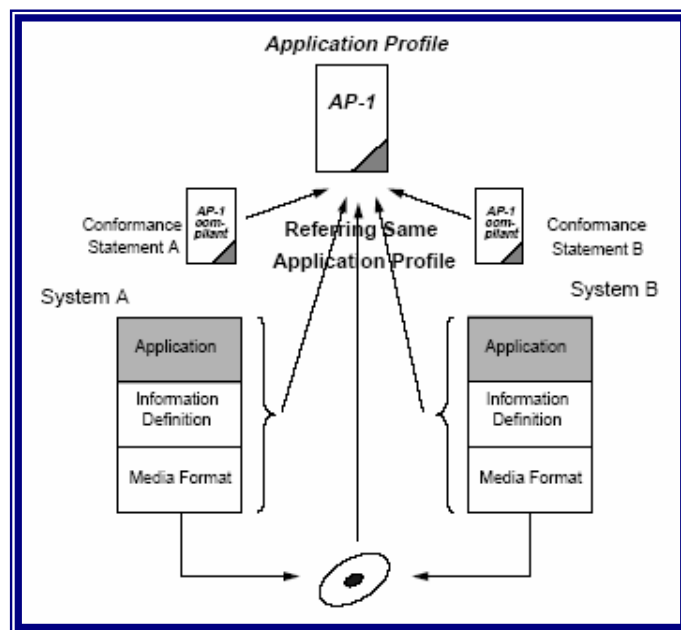 Application Profile
AP-1
AP-1
com-
pliant
Conformance
Statement A
Referring Same
Application Profile
AP-1
com-
pliant
Conformance
Statement B
System A
System B
Application
Information
Definition
Media Format
Application
Information
Definition
Media Format